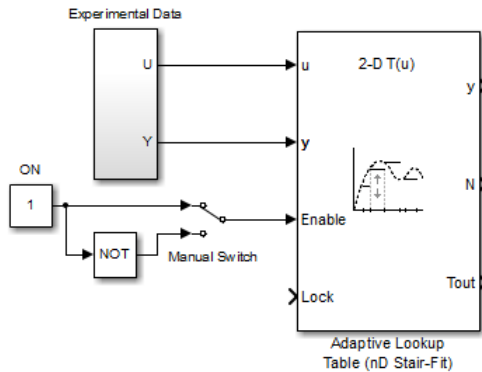 Experimental Data
U
Y
ON
1
NOT
Manual Switch
2-D T(u)
u
y
Enable
Lock
y
N
Tout
Adaptive Lookup
Table (nD Stair-Fit)